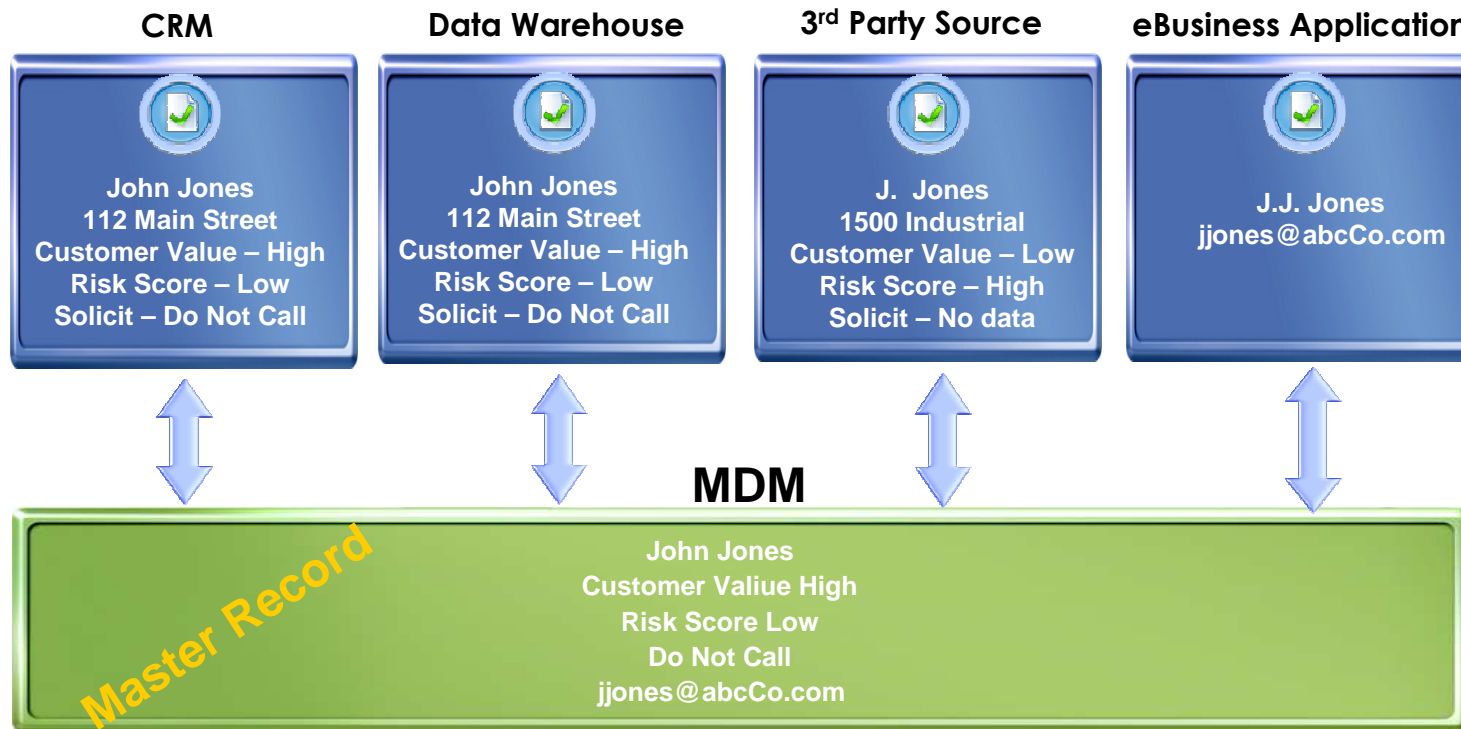 CRM
Data Warehouse
3rd Party Source
eBusiness Application
John Jones
112 Main Street
Customer Value – High
Risk Score – Low
Solicit – Do Not Call
John Jones
112 Main Street
Customer Value – High
Risk Score – Low
Solicit – Do Not Call
J. Jones
1500 Industrial
Customer Value – Low
Risk Score – High
Solicit – No data
J.J. Jones
jjones@abcCo.com
MDM
Master Record
John Jones
Customer Valiue High
Risk Score Low
Do Not Call
jjones@abcCo.com